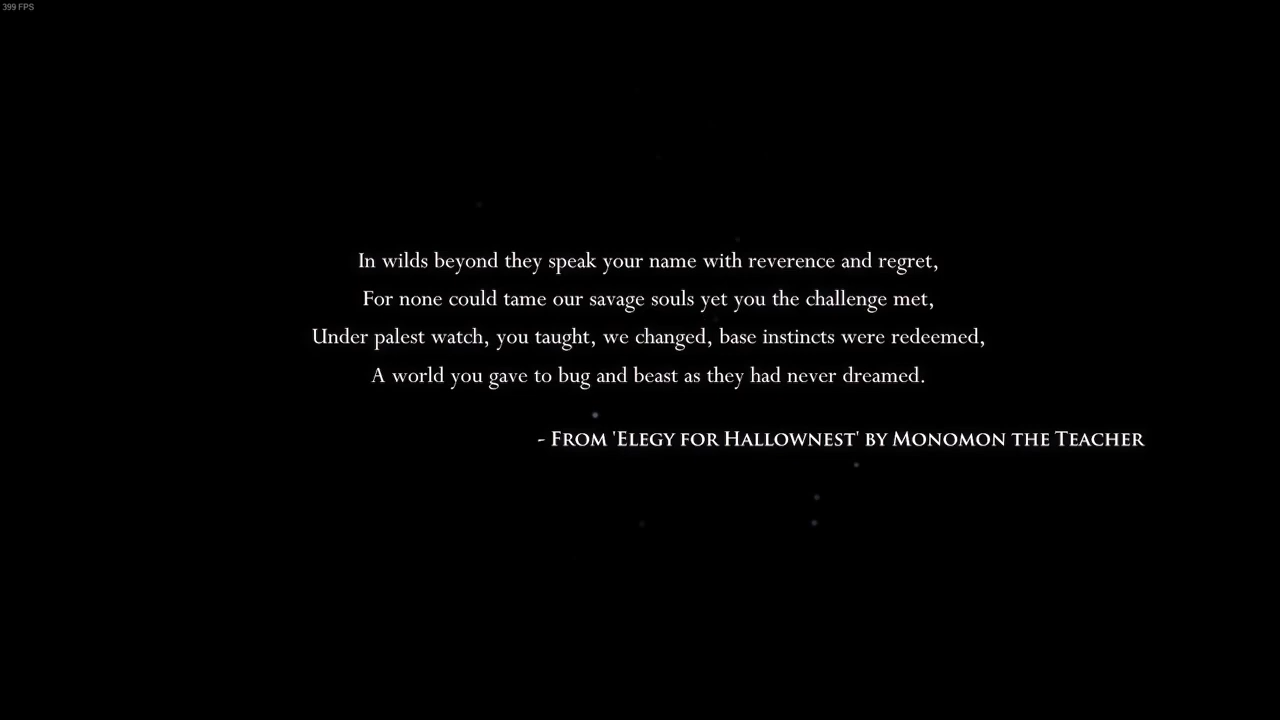 399 FPS
In wilds beyond they speak your name with reverence and regret,
For none could tame our savage souls yet you the challenge met,
Under palest watch, you taught, we changed, base instincts were redeemed,
A world you gave to bug and beast as they had never dreamed.
- From 'Elegy for Hallownest' by Monomon the Teacher